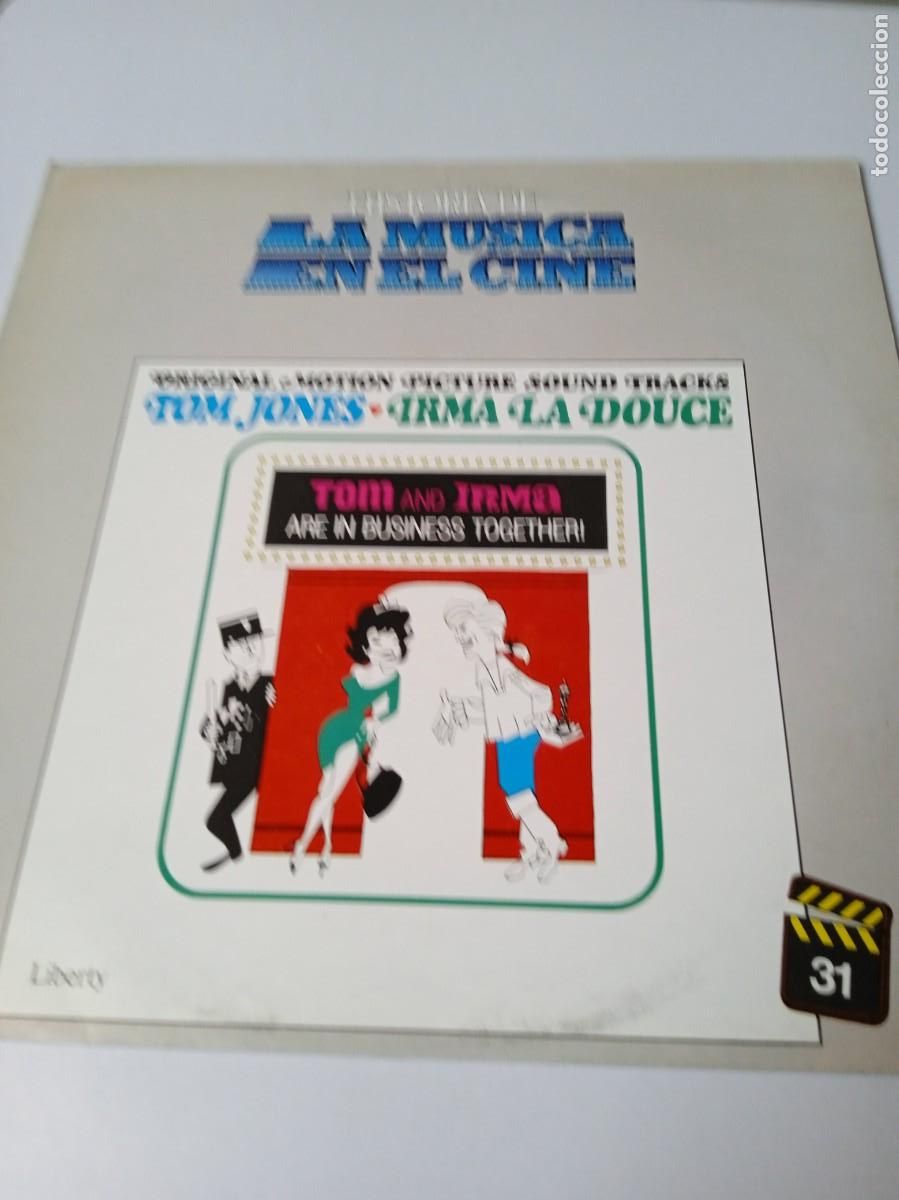 HISTORIA DE
LA MUSICA
EN EL CINE
ORIGINAL MOTION PICTURE SOUND TRACKS
TOM JONES • IRMA LA DOUCE
TOM AND IRMA
ARE IN BUSINESS TOGETHER!
Liberty
31
todocoleccion